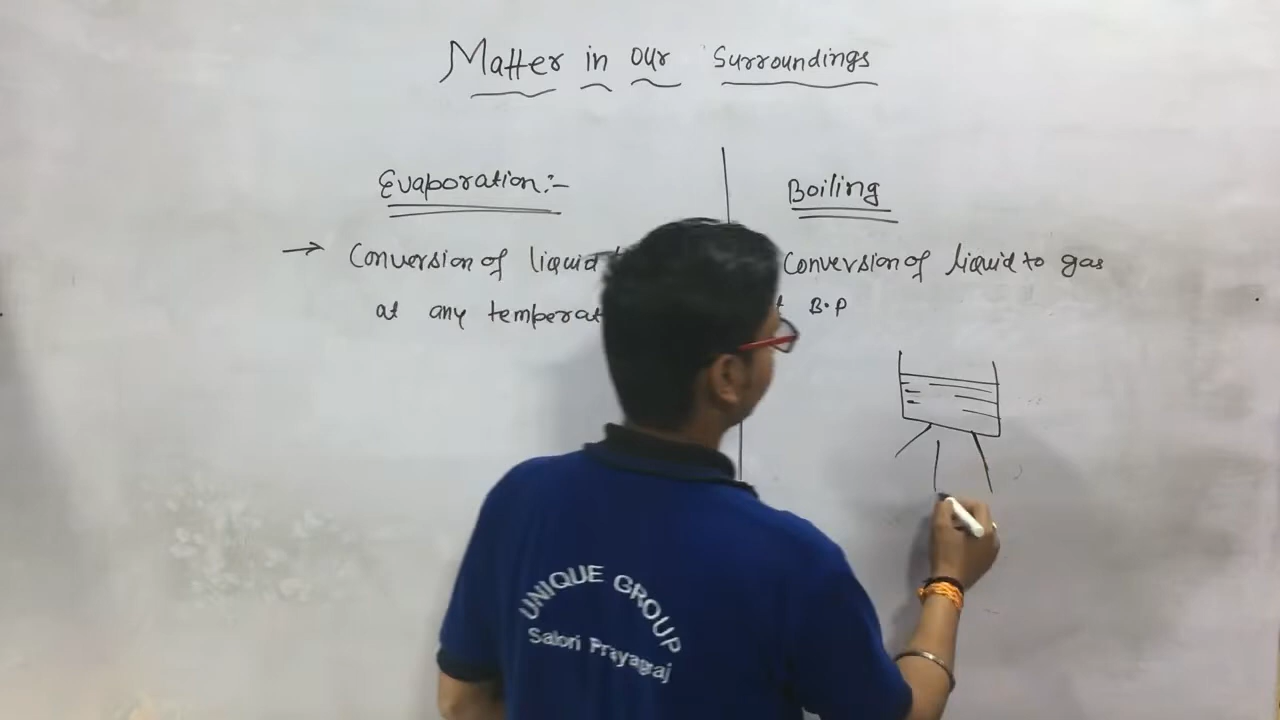 Matter in our Surroundings
Evaporation:-
→ Conversion of liquid
at any temperat
Boiling
Conversion of liquid to gas
B.P
UNIQUE GROUP
Salori Prayagraj